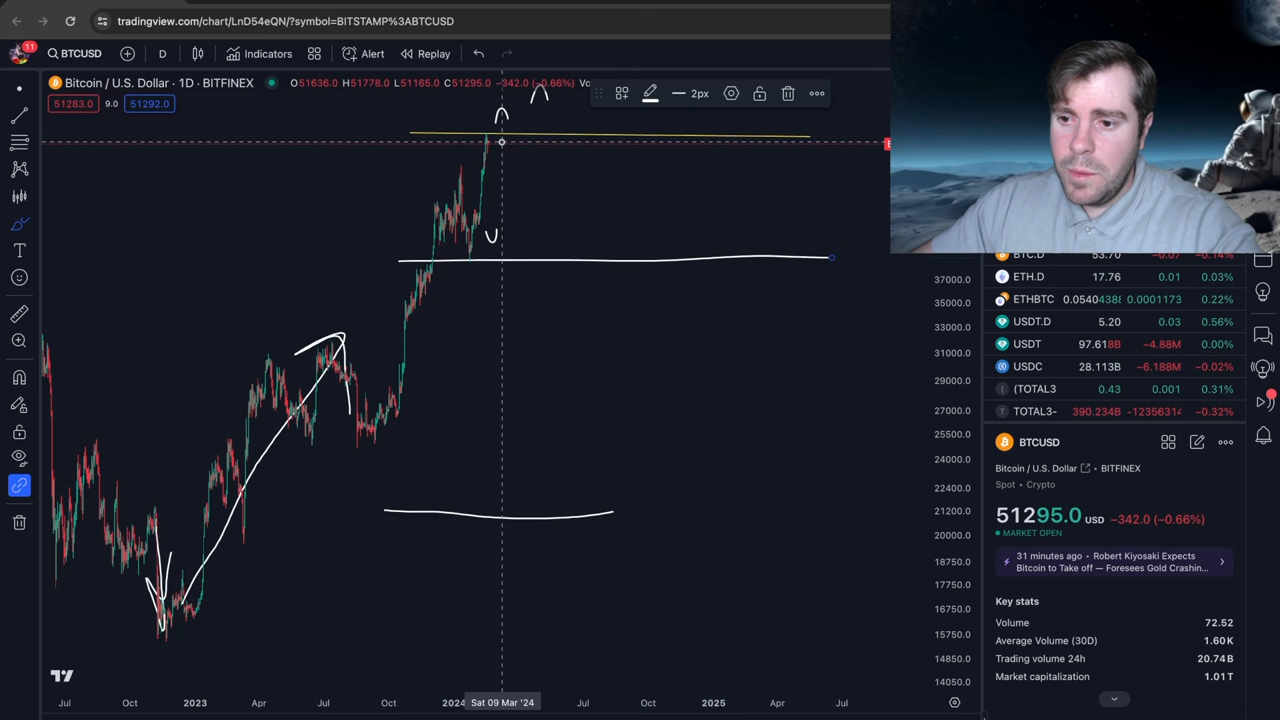 tradingview.com/chart/LnD54eQN/?symbol=BITSTAMP%3ABTCUSD
11 BTCUSD D Indicators Alert Replay
Bitcoin / U.S. Dollar · 1D · BITFINEX O51636.0 H51778.0 L51165.0 C51295.0 −342.0 (−0.66%)
51283.0 9.0 51292.0
2px
37000.0
35000.0
33000.0
31000.0
29000.0
27000.0
25500.0
24000.0
22400.0
21200.0
20000.0
18750.0
17750.0
16750.0
15750.0
14850.0
14050.0
Jul Oct 2023 Apr Jul Oct 2024 Sat 09 Mar '24 Jul Oct 2025 Apr Jul
BTC.D 53.70 −0.07 −0.14%
ETH.D 17.76 0.01 0.03%
ETHBTC 0.05404388 0.0001173 0.22%
USDT.D 5.20 0.03 0.56%
USDT 97.618B −4.88M 0.00%
USDC 28.113B −6.188M −0.02%
(TOTAL3 0.43 0.001 0.31%
TOTAL3- 390.234B −12356314 −0.32%
BTCUSD
Bitcoin / U.S. Dollar BITFINEX
Spot • Crypto
51295.0 USD −342.0 (−0.66%)
MARKET OPEN
31 minutes ago • Robert Kiyosaki Expects
Bitcoin to Take off — Foresees Gold Crashin...
Key stats
Volume 72.52
Average Volume (30D) 1.60K
Trading volume 24h 20.74B
Market capitalization 1.01T